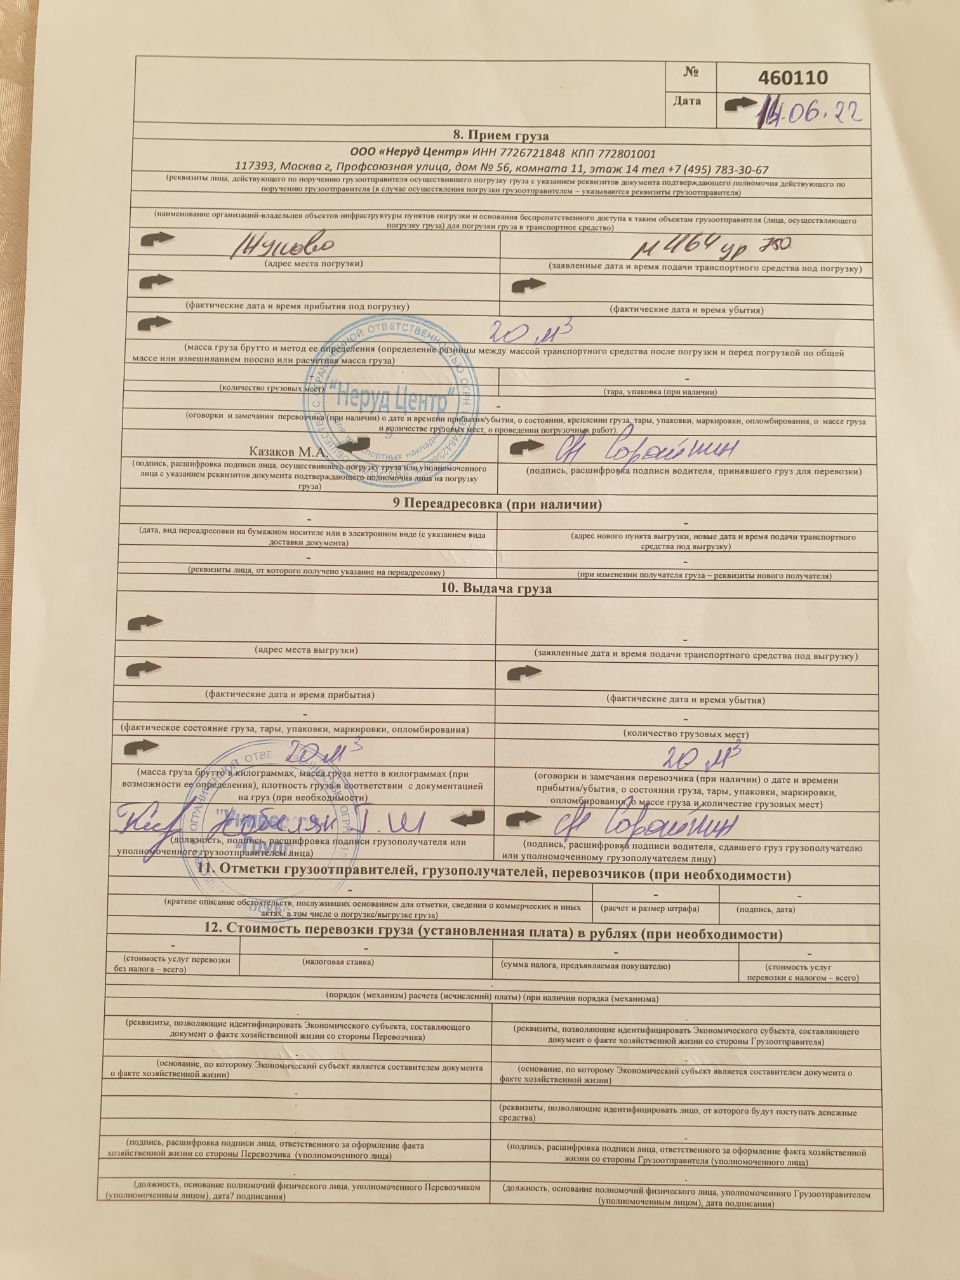 № 460110
Дата 14.06.22
8. Прием груза
ООО «Неруд Центр» ИНН 7726721848 КПП 772801001
117393, Москва г, Профсоюзная улица, дом № 56, комната 11, этаж 14 тел +7 (495) 783-30-67
(реквизиты лица, действующего по поручению грузоотправителя осуществившего погрузку груза с указанием реквизитов документа подтверждающего полномочия действующего по
поручению грузоотправителя (в случае осуществления погрузки грузоотправителем – указываются реквизиты грузоотправителя)
(наименование организаций-владельцев объектов инфраструктуры пунктов погрузки и основания беспрепятственного доступа к таким объектам грузоотправителя (лица, осуществляющего
погрузку груза) для погрузки груза в транспортное средство)
м 464 ур 750
(адрес места погрузки) (заявленные дата и время подачи транспортного средства под погрузку)
(фактические дата и время прибытия под погрузку) (фактические дата и время убытия)
20 м³
(масса груза брутто и метод ее определения (определение разницы между массой транспортного средства после погрузки и перед погрузкой по общей
массе или взвешиванием поосно или расчетная масса груза)
-
(количество грузовых мест) (тара, упаковка (при наличии)
-
(оговорки и замечания перевозчика (при наличии) о дате и времени прибытия/убытия, о состоянии, креплении груза, тары, упаковки, маркировки, опломбирования, о массе груза
и количестве грузовых мест, о проведении погрузочных работ)
"Неруд Центр"
Казаков М.А.
(подпись, расшифровка подписи лица, осуществившего погрузку груза или уполномоченного
лица с указанием реквизитов документа подтверждающего полномочия лица на погрузку
груза)
(подпись, расшифровка подписи водителя, принявшего груз для перевозки)
9 Переадресовка (при наличии)
- -
(дата, вид переадресовки на бумажном носителе или в электронном виде (с указанием вида
доставки документа)
(адрес нового пункта выгрузки, новые дата и время подачи транспортного
средства под выгрузку)
- -
(реквизиты лица, от которого получено указание на переадресовку) (при изменении получателя груза – реквизиты нового получателя)
10. Выдача груза
-
(адрес места выгрузки) (заявленные дата и время подачи транспортного средства под выгрузку)
(фактические дата и время прибытия) (фактические дата и время убытия)
- -
(фактическое состояние груза, тары, упаковки, маркировки, опломбирования) (количество грузовых мест)
20 м³ 20 м³
(масса груза брутто в килограммах, масса груза нетто в килограммах (при
возможности ее определения), плотность груза в соответствии с документацией
на груз (при необходимости)
(оговорки и замечания перевозчика (при наличии) о дате и времени
прибытия/убытия, о состоянии груза, тары, упаковки, маркировки,
опломбирования, о массе груза и количестве грузовых мест)
(должность, подпись, расшифровка подписи грузополучателя или
уполномоченного грузоотправителем лица)
(подпись, расшифровка подписи водителя, сдавшего груз грузополучателю
или уполномоченному грузополучателем лицу)
11. Отметки грузоотправителей, грузополучателей, перевозчиков (при необходимости)
- - -
(краткое описание обстоятельств, послуживших основанием для отметки, сведения о коммерческих и иных
актах, в том числе о погрузке/выгрузке груза)
(расчет и размер штрафа) (подпись, дата)
12. Стоимость перевозки груза (установленная плата) в рублях (при необходимости)
- - - -
(стоимость услуг перевозки
без налога – всего)
(налоговая ставка) (сумма налога, предъявляемая покупателю)
(стоимость услуг
перевозки с налогом – всего)
-
(порядок (механизм) расчета (исчислений) платы) (при наличии порядка (механизма)
- -
(реквизиты, позволяющие идентифицировать Экономического субъекта, составляющего
документ о факте хозяйственной жизни со стороны Перевозчика)
(реквизиты, позволяющие идентифицировать Экономического субъекта, составляющего
документ о факте хозяйственной жизни со стороны Грузоотправителя)
- -
(основание, по которому Экономический субъект является составителем документа
о факте хозяйственной жизни)
(основание, по которому Экономический субъект является составителем документа о
факте хозяйственной жизни)
-
- (реквизиты, позволяющие идентифицировать лицо, от которого будут поступать денежные
средства)
-
(подпись, расшифровка подписи лица, ответственного за оформление факта
хозяйственной жизни со стороны Перевозчика (уполномоченного лица)
(подпись, расшифровка подписи лица, ответственного за оформление факта хозяйственной
жизни со стороны Грузоотправителя (уполномоченного лица)
- -
(должность, основание полномочий физического лица, уполномоченного Перевозчиком
(уполномоченным лицом), дата? подписания)
(должность, основание полномочий физического лица, уполномоченного Грузоотправителем
(уполномоченным лицом), дата подписания)